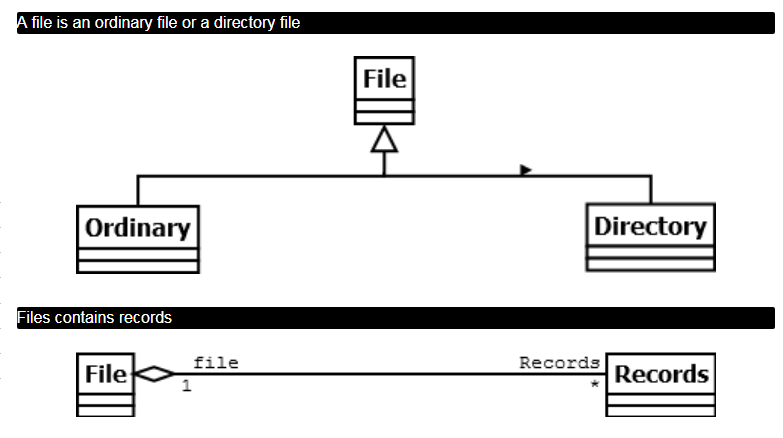 A file is an ordinary file or a directory file
File
Ordinary
Directory
Files contains records
file
Records
File
Records
1
*